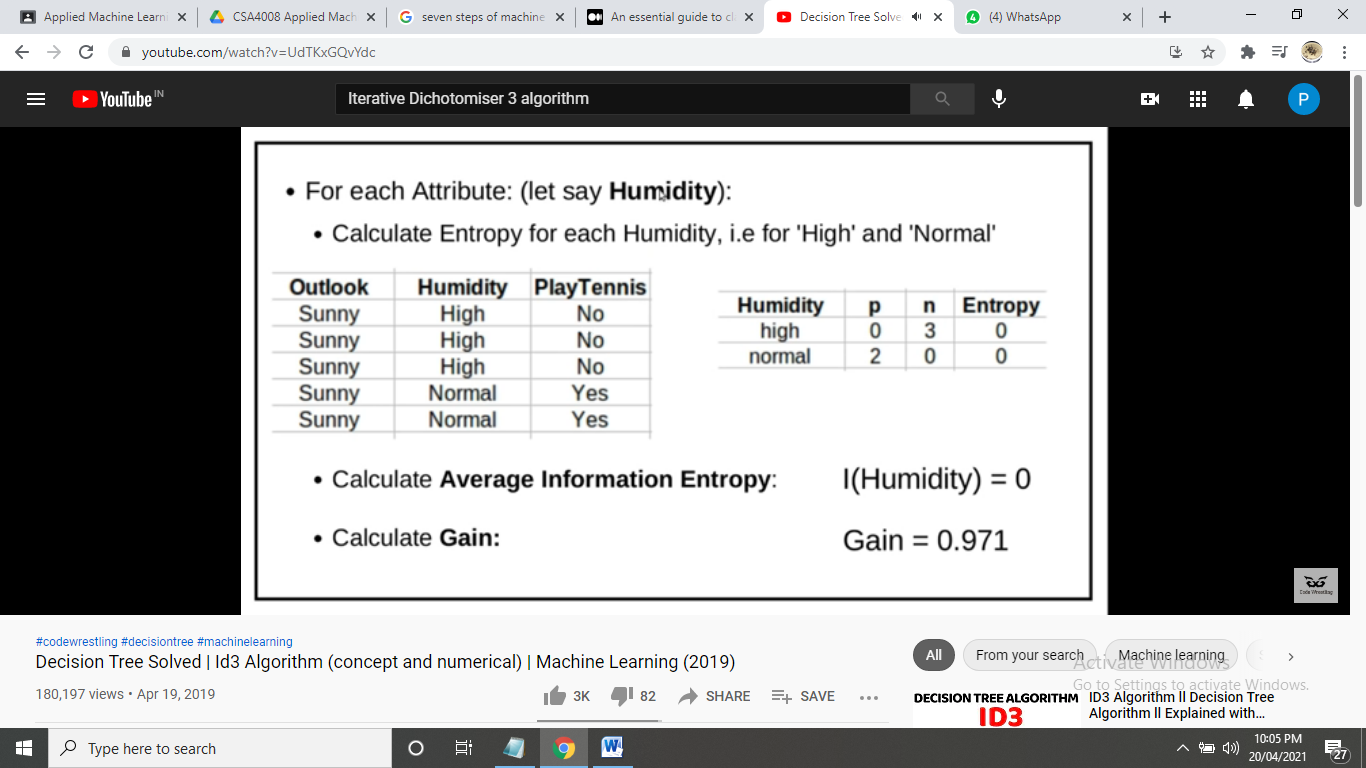 Applied Machine Learni
CSA4008 Applied Mach
seven steps of machine
An essential guide to cl
Decision Tree Solve
(4) WhatsApp
youtube.com/watch?v=UdTKxGQvYdc
YouTube IN
Iterative Dichotomiser 3 algorithm
P
• For each Attribute: (let say Humidity):
• Calculate Entropy for each Humidity, i.e for 'High' and 'Normal'
Outlook Humidity PlayTennis
Sunny High No
Sunny High No
Sunny High No
Sunny Normal Yes
Sunny Normal Yes
Humidity p n Entropy
high 0 3 0
normal 2 0 0
• Calculate Average Information Entropy: I(Humidity) = 0
• Calculate Gain: Gain = 0.971
Code Wrestling
#codewrestling #decisiontree #machinelearning
Decision Tree Solved | Id3 Algorithm (concept and numerical) | Machine Learning (2019)
180,197 views • Apr 19, 2019
3K 82 SHARE SAVE
All From your search Machine learning
Activate Windows
Go to Settings to activate Windows.
DECISION TREE ALGORITHM
ID3
ID3 Algorithm ll Decision Tree
Algorithm ll Explained with...
Type here to search
10:05 PM
20/04/2021
27